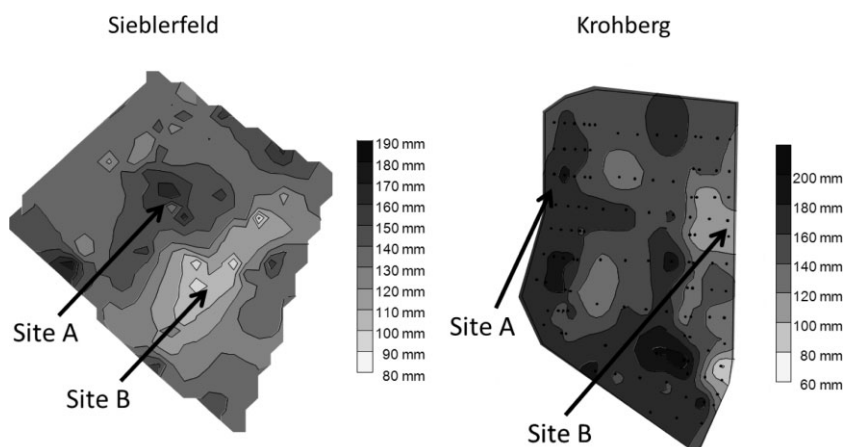 Sieblerfeld
Site A
Site B
190 mm
180 mm
170 mm
160 mm
150 mm
140 mm
130 mm
120 mm
110 mm
100 mm
90 mm
80 mm
Krohberg
Site A
Site B
200 mm
180 mm
160 mm
140 mm
120 mm
100 mm
80 mm
60 mm